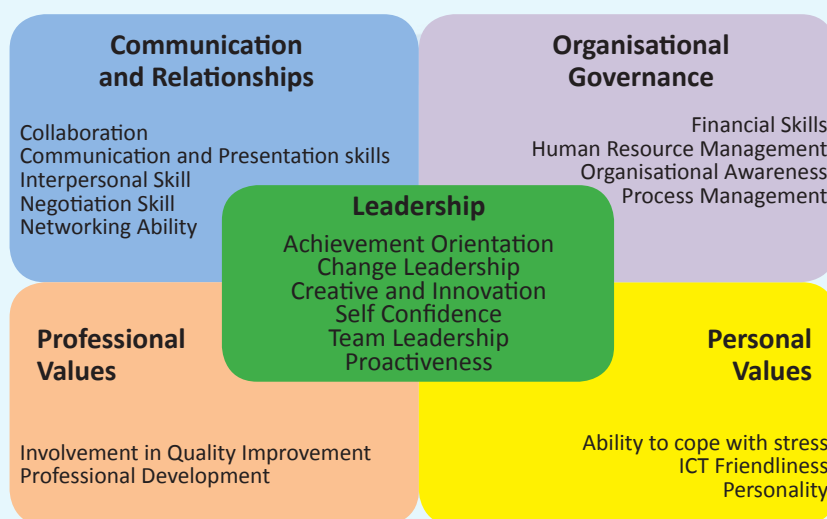 Communication
and Relationships
Collaboration
Communication and Presentation skills
Interpersonal Skill
Negotiation Skill
Networking Ability
Organisational
Governance
Financial Skills
Human Resource Management
Organisational Awareness
Process Management
Leadership
Achievement Orientation
Change Leadership
Creative and Innovation
Self Confidence
Team Leadership
Proactiveness
Professional
Values
Involvement in Quality Improvement
Professional Development
Personal
Values
Ability to cope with stress
ICT Friendliness
Personality